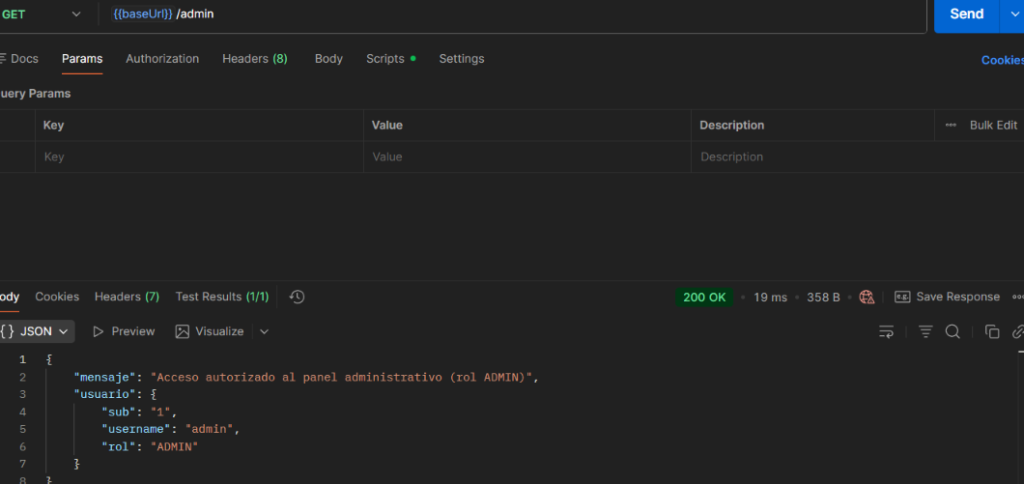 GET {{baseUrl}} /admin Send
Docs Params Authorization Headers (8) Body Scripts Settings Cookies
uery Params
Key Value Description Bulk Edit
Key Value Description
ody Cookies Headers (7) Test Results (1/1) 200 OK • 19 ms • 358 B • Save Response
{} JSON Preview Visualize
1 {
2 "mensaje": "Acceso autorizado al panel administrativo (rol ADMIN)",
3 "usuario": {
4 "sub": "1",
5 "username": "admin",
6 "rol": "ADMIN"
7 }
8 }